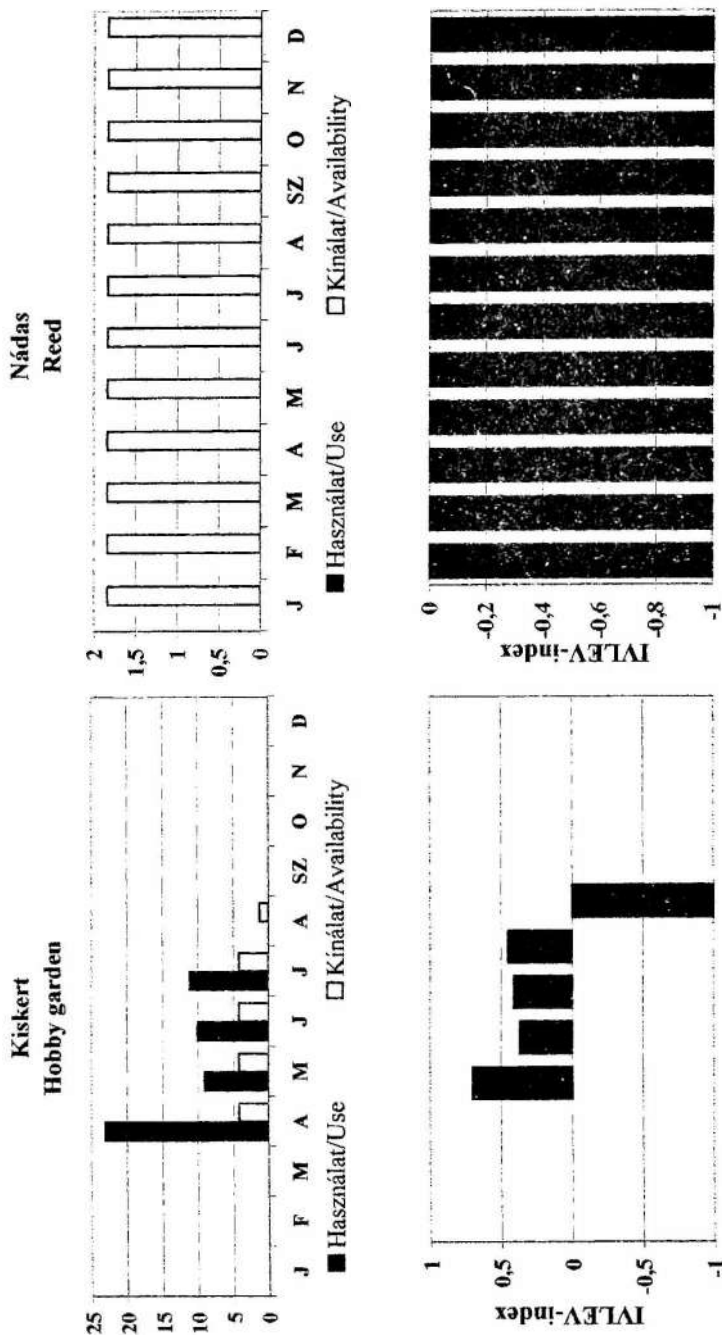 Kiskert
Hobby garden
25
20
15
10
5
0
J F M A M J J A SZ O N D
■ Használat/Use □ Kínálat/Availability
IVLEV-index
1
0,5
0
-0,5
-1
Nádas
Reed
2
1,5
1
0,5
0
J F M A M J J A SZ O N D
■ Használat/Use □ Kínálat/Availability
IVLEV-index
0
-0,2
-0,4
-0,6
-0,8
-1